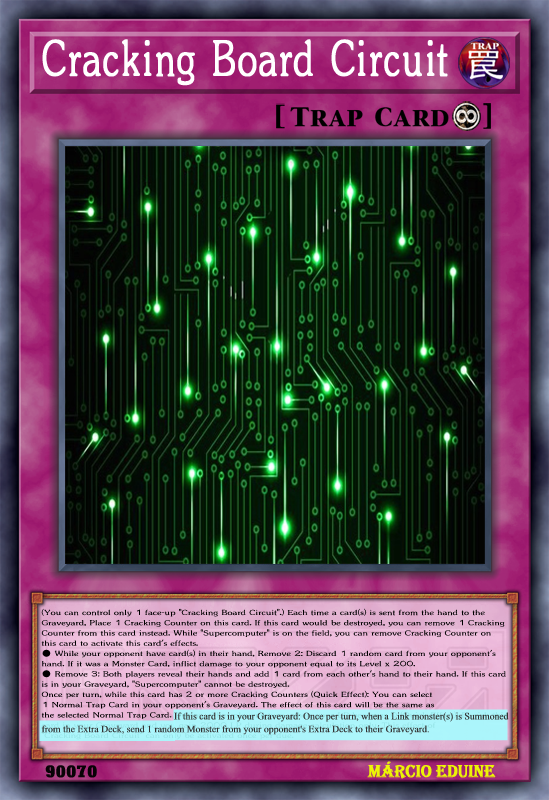 Cracking Board Circuit
TRAP
罠
[ TRAP CARD ]
(You can control only 1 face-up "Cracking Board Circuit".) Each time a card(s) is sent from the hand to the
Graveyard, Place 1 Cracking Counter on this card. If this card would be destroyed, you can remove 1 Cracking
Counter from this card instead. While "Supercomputer" is on the field, you can remove Cracking Counter on
this card to activate this card's effects.
● While your opponent have card(s) in their hand, Remove 2: Discard 1 random card from your opponent's
hand. If it was a Monster Card, inflict damage to your opponent equal to its Level x 200.
● Remove 3: Both players reveal their hands and add 1 card from each other's hand to their hand. If this card
is in your Graveyard, "Supercomputer" cannot be destroyed.
Once per turn, while this card has 2 or more Cracking Counters (Quick Effect): You can select
1 Normal Trap Card in your opponent's Graveyard. The effect of this card will be the same as
the selected Normal Trap Card. If this card is in your Graveyard: Once per turn, when a Link monster(s) is Summoned
from the Extra Deck, send 1 random Monster from your opponent's Extra Deck to their Graveyard.
90070
MÁRCIO EDUINE